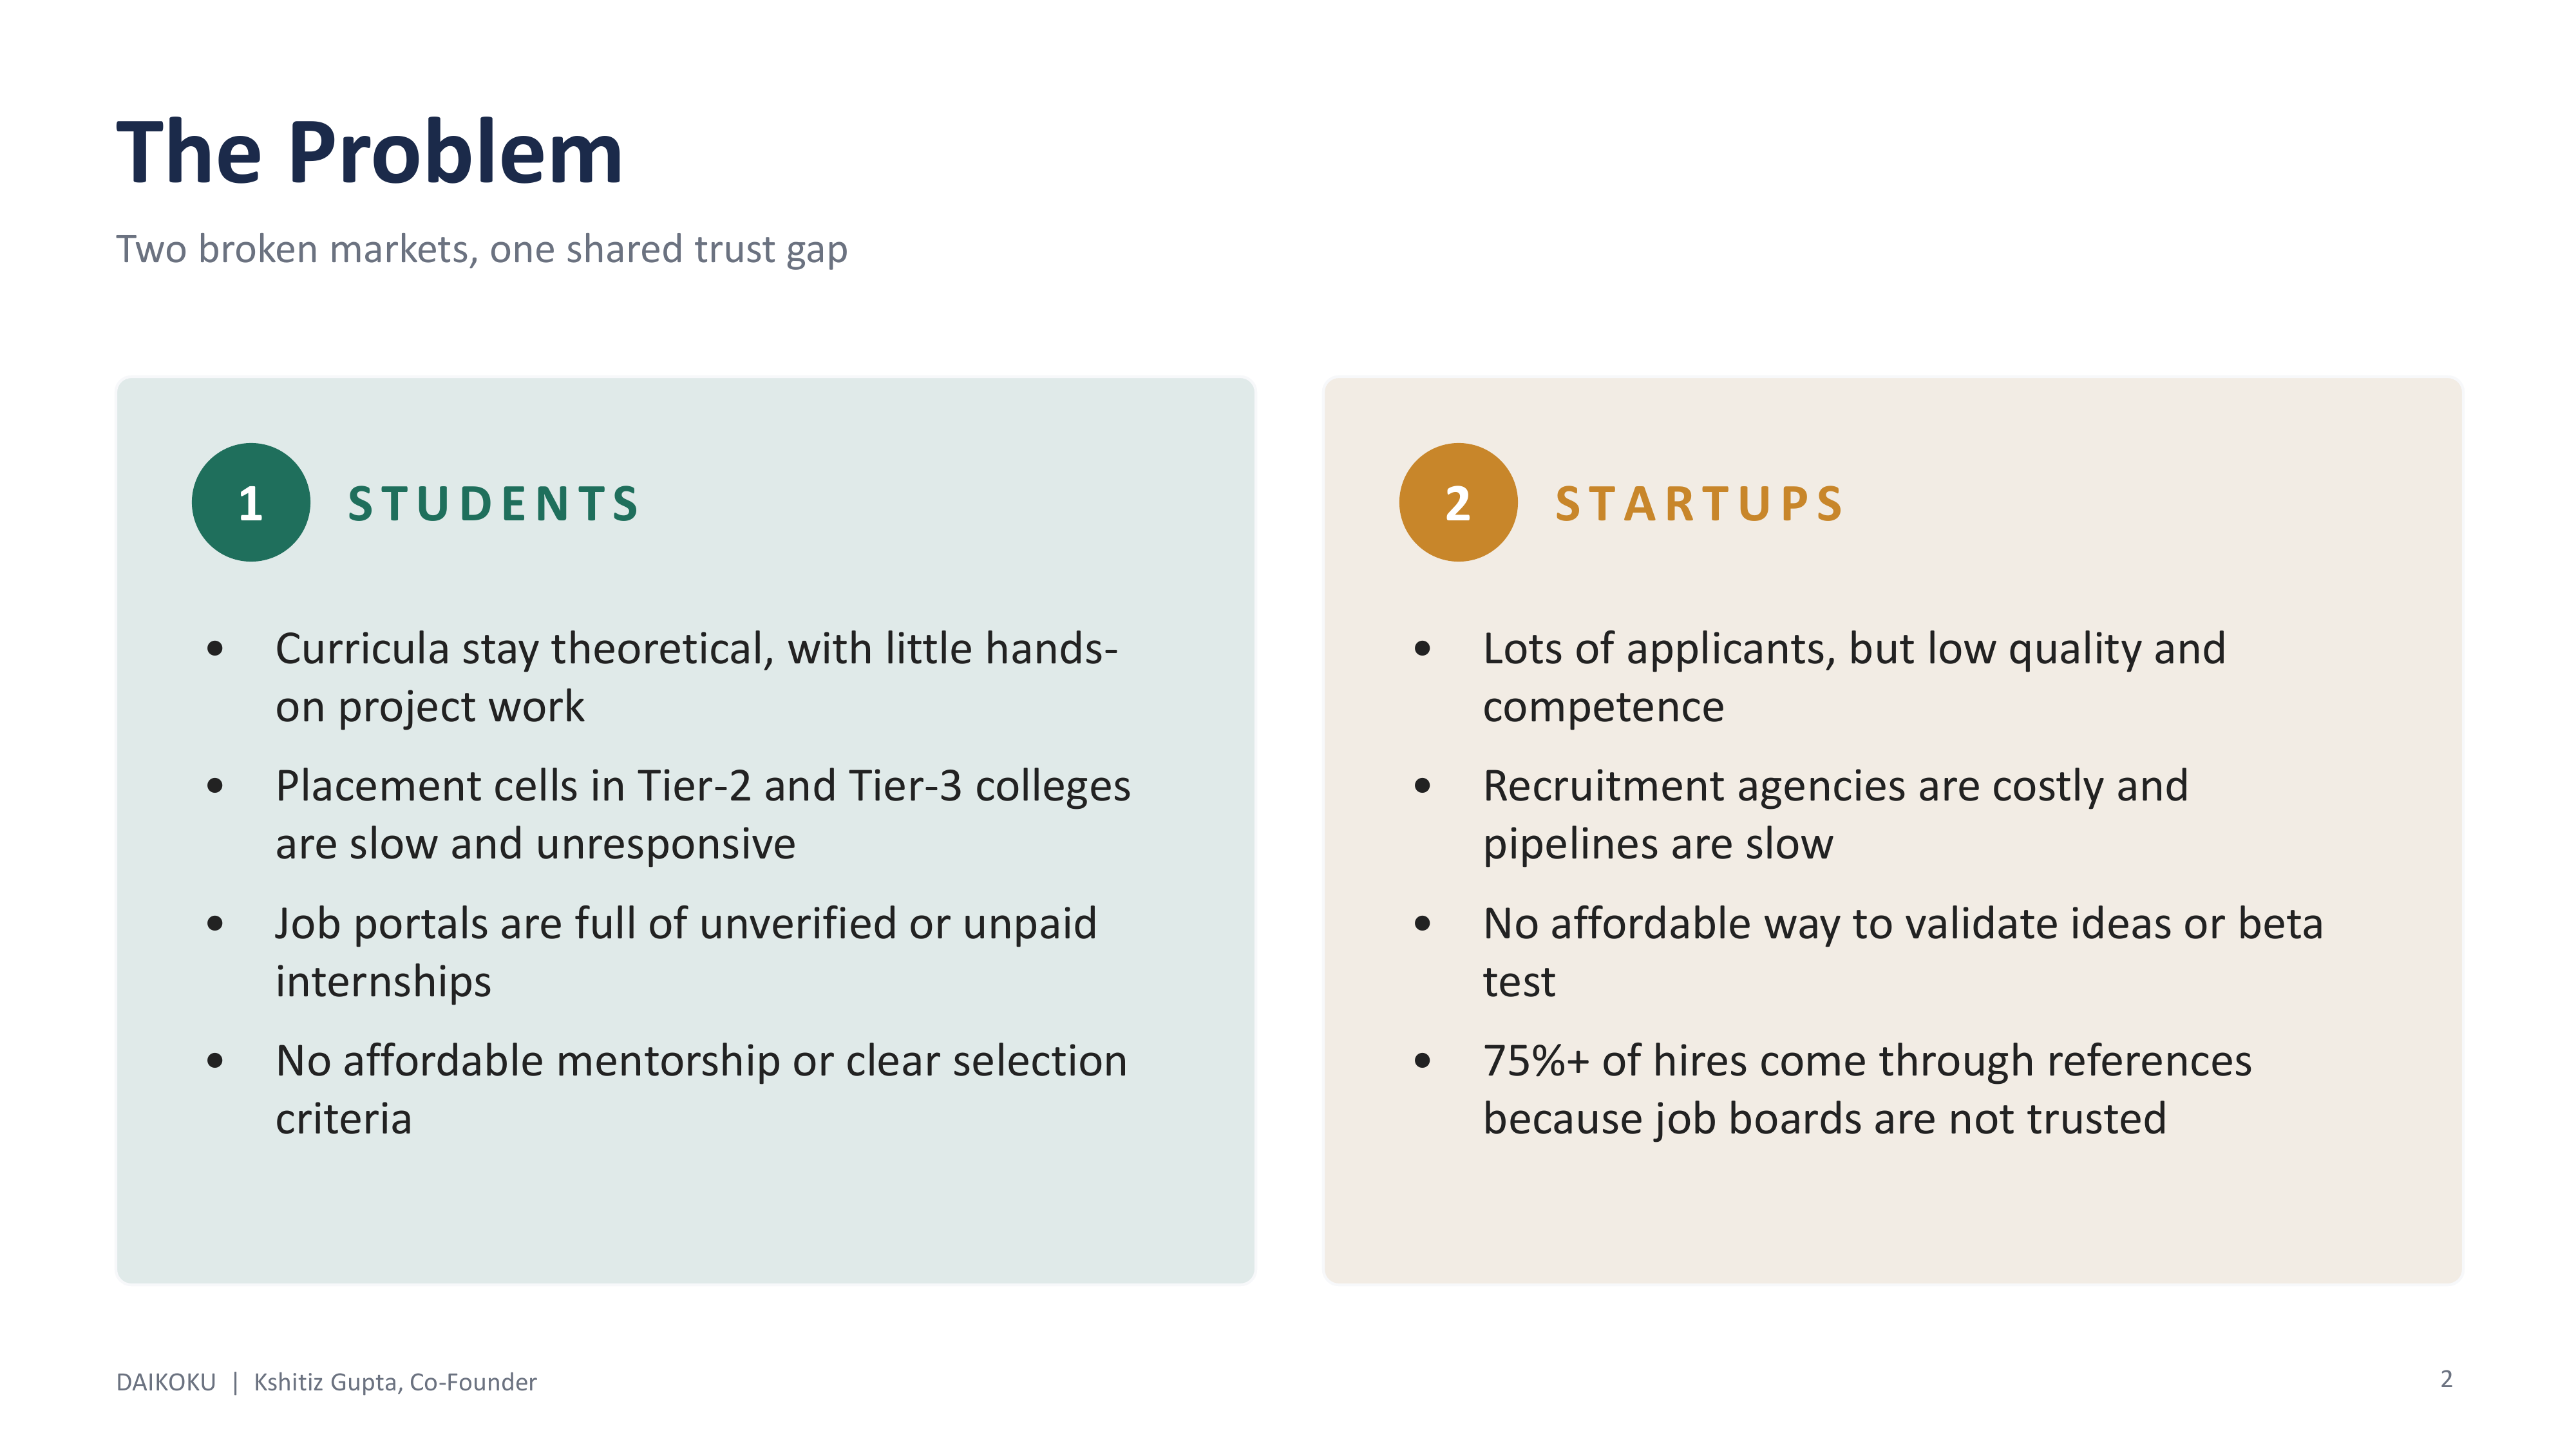 The Problem
Two broken markets, one shared trust gap
1 STUDENTS
• Curricula stay theoretical, with little hands-
on project work
• Placement cells in Tier-2 and Tier-3 colleges
are slow and unresponsive
• Job portals are full of unverified or unpaid
internships
• No affordable mentorship or clear selection
criteria
2 STARTUPS
• Lots of applicants, but low quality and
competence
• Recruitment agencies are costly and
pipelines are slow
• No affordable way to validate ideas or beta
test
• 75%+ of hires come through references
because job boards are not trusted
DAIKOKU | Kshitiz Gupta, Co-Founder
2